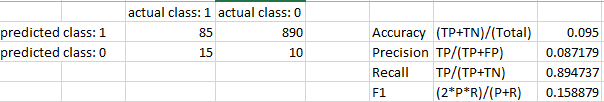 actual class: 1 actual class: 0
predicted class: 1 85 890 Accuracy (TP+TN)/(Total) 0.095
predicted class: 0 15 10 Precision TP/(TP+FP) 0.087179
Recall TP/(TP+TN) 0.894737
F1 (2*P*R)/(P+R) 0.158879